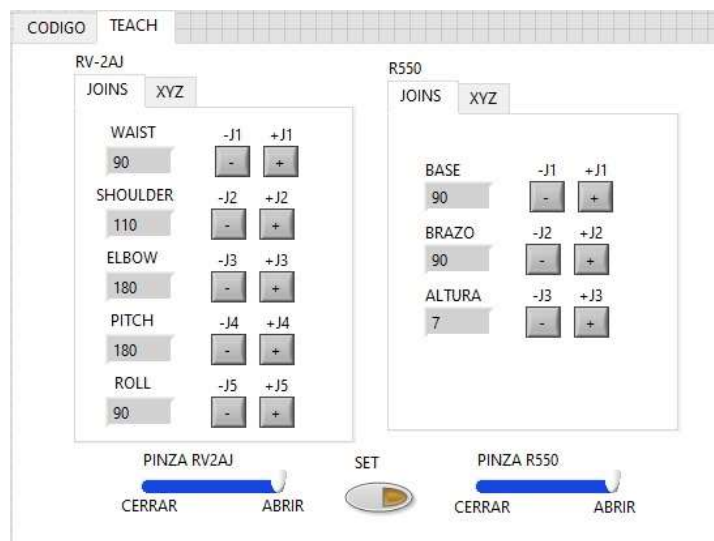 CODIGO TEACH
RV-2AJ
JOINS XYZ
WAIST -J1 +J1
90 - +
SHOULDER -J2 +J2
110 - +
ELBOW -J3 +J3
180 - +
PITCH -J4 +J4
180 - +
ROLL -J5 +J5
90 - +
R550
JOINS XYZ
BASE -J1 +J1
90 - +
BRAZO -J2 +J2
90 - +
ALTURA -J3 +J3
7 - +
PINZA RV2AJ
CERRAR ABRIR
SET
PINZA R550
CERRAR ABRIR